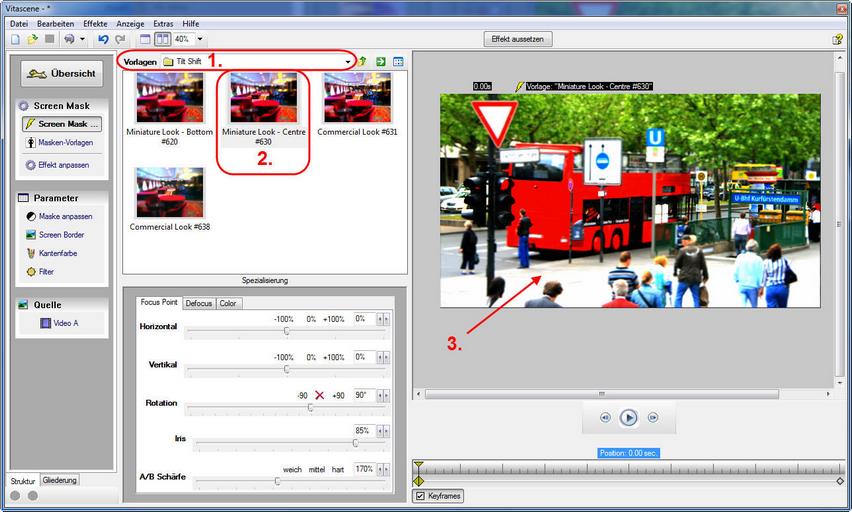 Vitascene - *
Datei Bearbeiten Effekte Anzeige Extras Hilfe
40%
Effekt aussetzen
Übersicht
Screen Mask
Screen Mask ...
Masken-Vorlagen
Effekt anpassen
Parameter
Maske anpassen
Screen Border
Kantenfarbe
Filter
Quelle
Video A
Struktur Gliederung
Vorlagen Tilt Shift 1.
Miniature Look - Bottom
#620
Miniature Look - Centre
#630
2.
Commercial Look #631
Commercial Look #638
Spezialisierung
Focus Point Defocus Color
Horizontal -100% 0% +100% 0%
Vertikal -100% 0% +100% 0%
Rotation -90 +90 90°
Iris 85%
A/B Schärfe weich mittel hart 170%
0.00s Vorlage: "Miniature Look - Centre #630"
U
U-Bhf Kurfürstendamm
3.
Position: 0.00 sec.
Keyframes